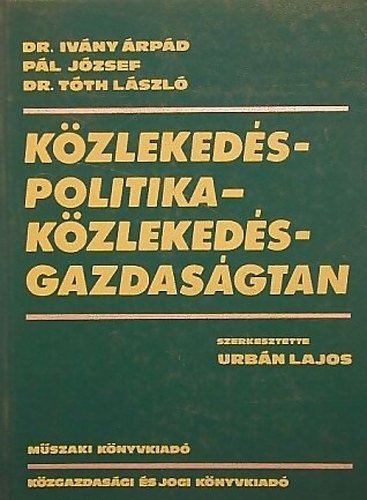 DR. IVÁNY ÁRPÁD
PÁL JÓZSEF
DR. TÓTH LÁSZLÓ
KÖZLEKEDÉS-
POLITIKA–
KÖZLEKEDÉS-
GAZDASÁGTAN
SZERKESZTETTE
URBÁN LAJOS
MŰSZAKI KÖNYVKIADÓ
KÖZGAZDASÁGI ÉS JOGI KÖNYVKIADÓ